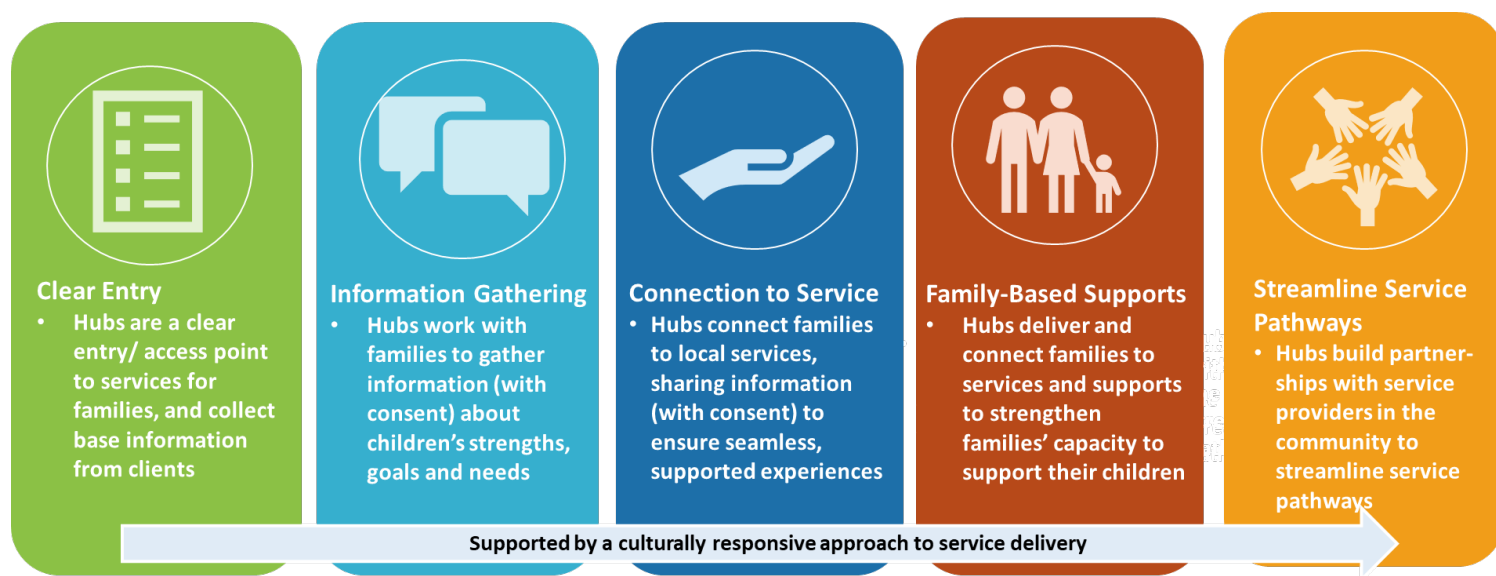 Clear Entry
• Hubs are a clear
entry/ access point
to services for
families, and collect
base information
from clients
Information Gathering
• Hubs work with
families to gather
information (with
consent) about
children's strengths,
goals and needs
Connection to Service
• Hubs connect families
to local services,
sharing information
(with consent) to
ensure seamless,
supported experiences
Family-Based Supports
• Hubs deliver and
connect families to
services and supports
to strengthen
families' capacity to
support their children
Streamline Service
Pathways
• Hubs build partner-
ships with service
providers in the
community to
streamline service
pathways
Supported by a culturally responsive approach to service delivery